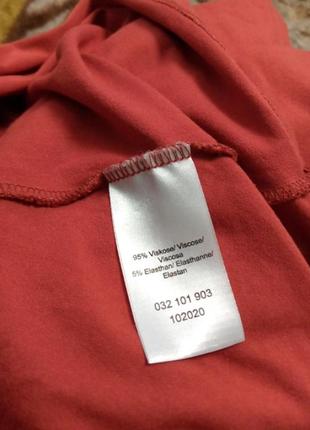 95% Viskose/ Viscose/
Viscosa
5% Elasthan/ Elasthanne/
Elastan
032 101 903
102020